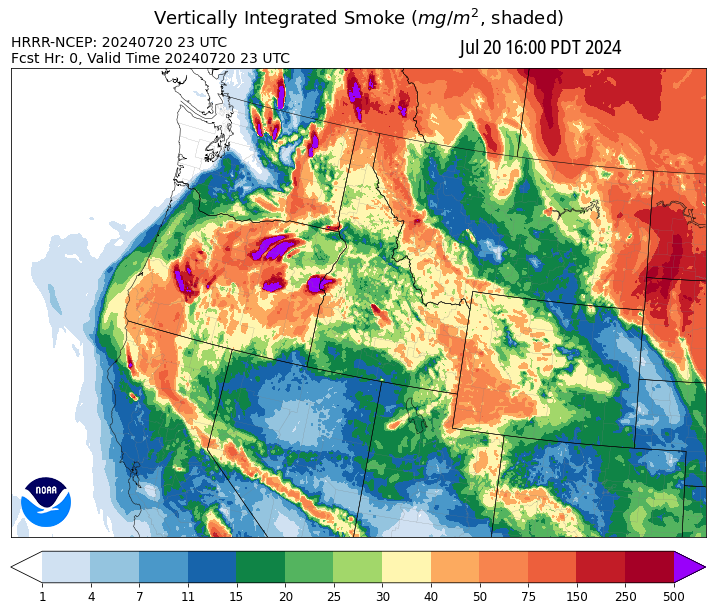 Vertically Integrated Smoke (mg/m², shaded)
HRRR-NCEP: 20240720 23 UTC
Fcst Hr: 0, Valid Time 20240720 23 UTC
Jul 20 16:00 PDT 2024
NOAA
1 4 7 11 15 20 25 30 40 50 75 150 250 500